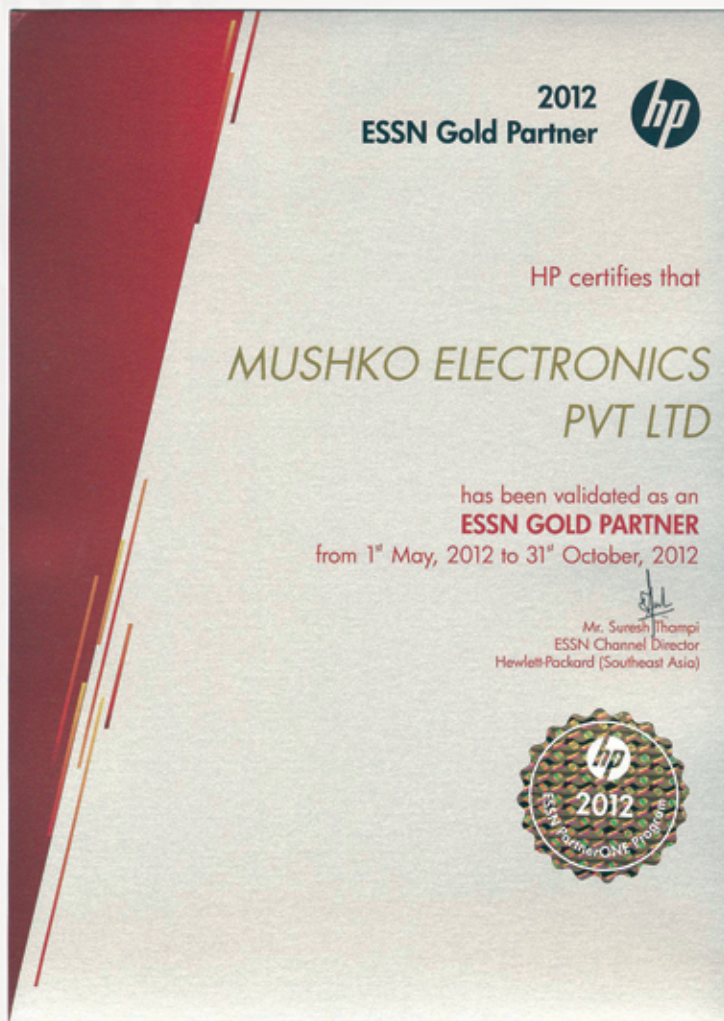 2012
ESSN Gold Partner
hp
HP certifies that
MUSHKO ELECTRONICS
PVT LTD
has been validated as an
ESSN GOLD PARTNER
from 1st May, 2012 to 31st October, 2012
Mr. Suresh Thampi
ESSN Channel Director
Hewlett-Packard (Southeast Asia)
hp
2012
ESSN PartnerONE Program